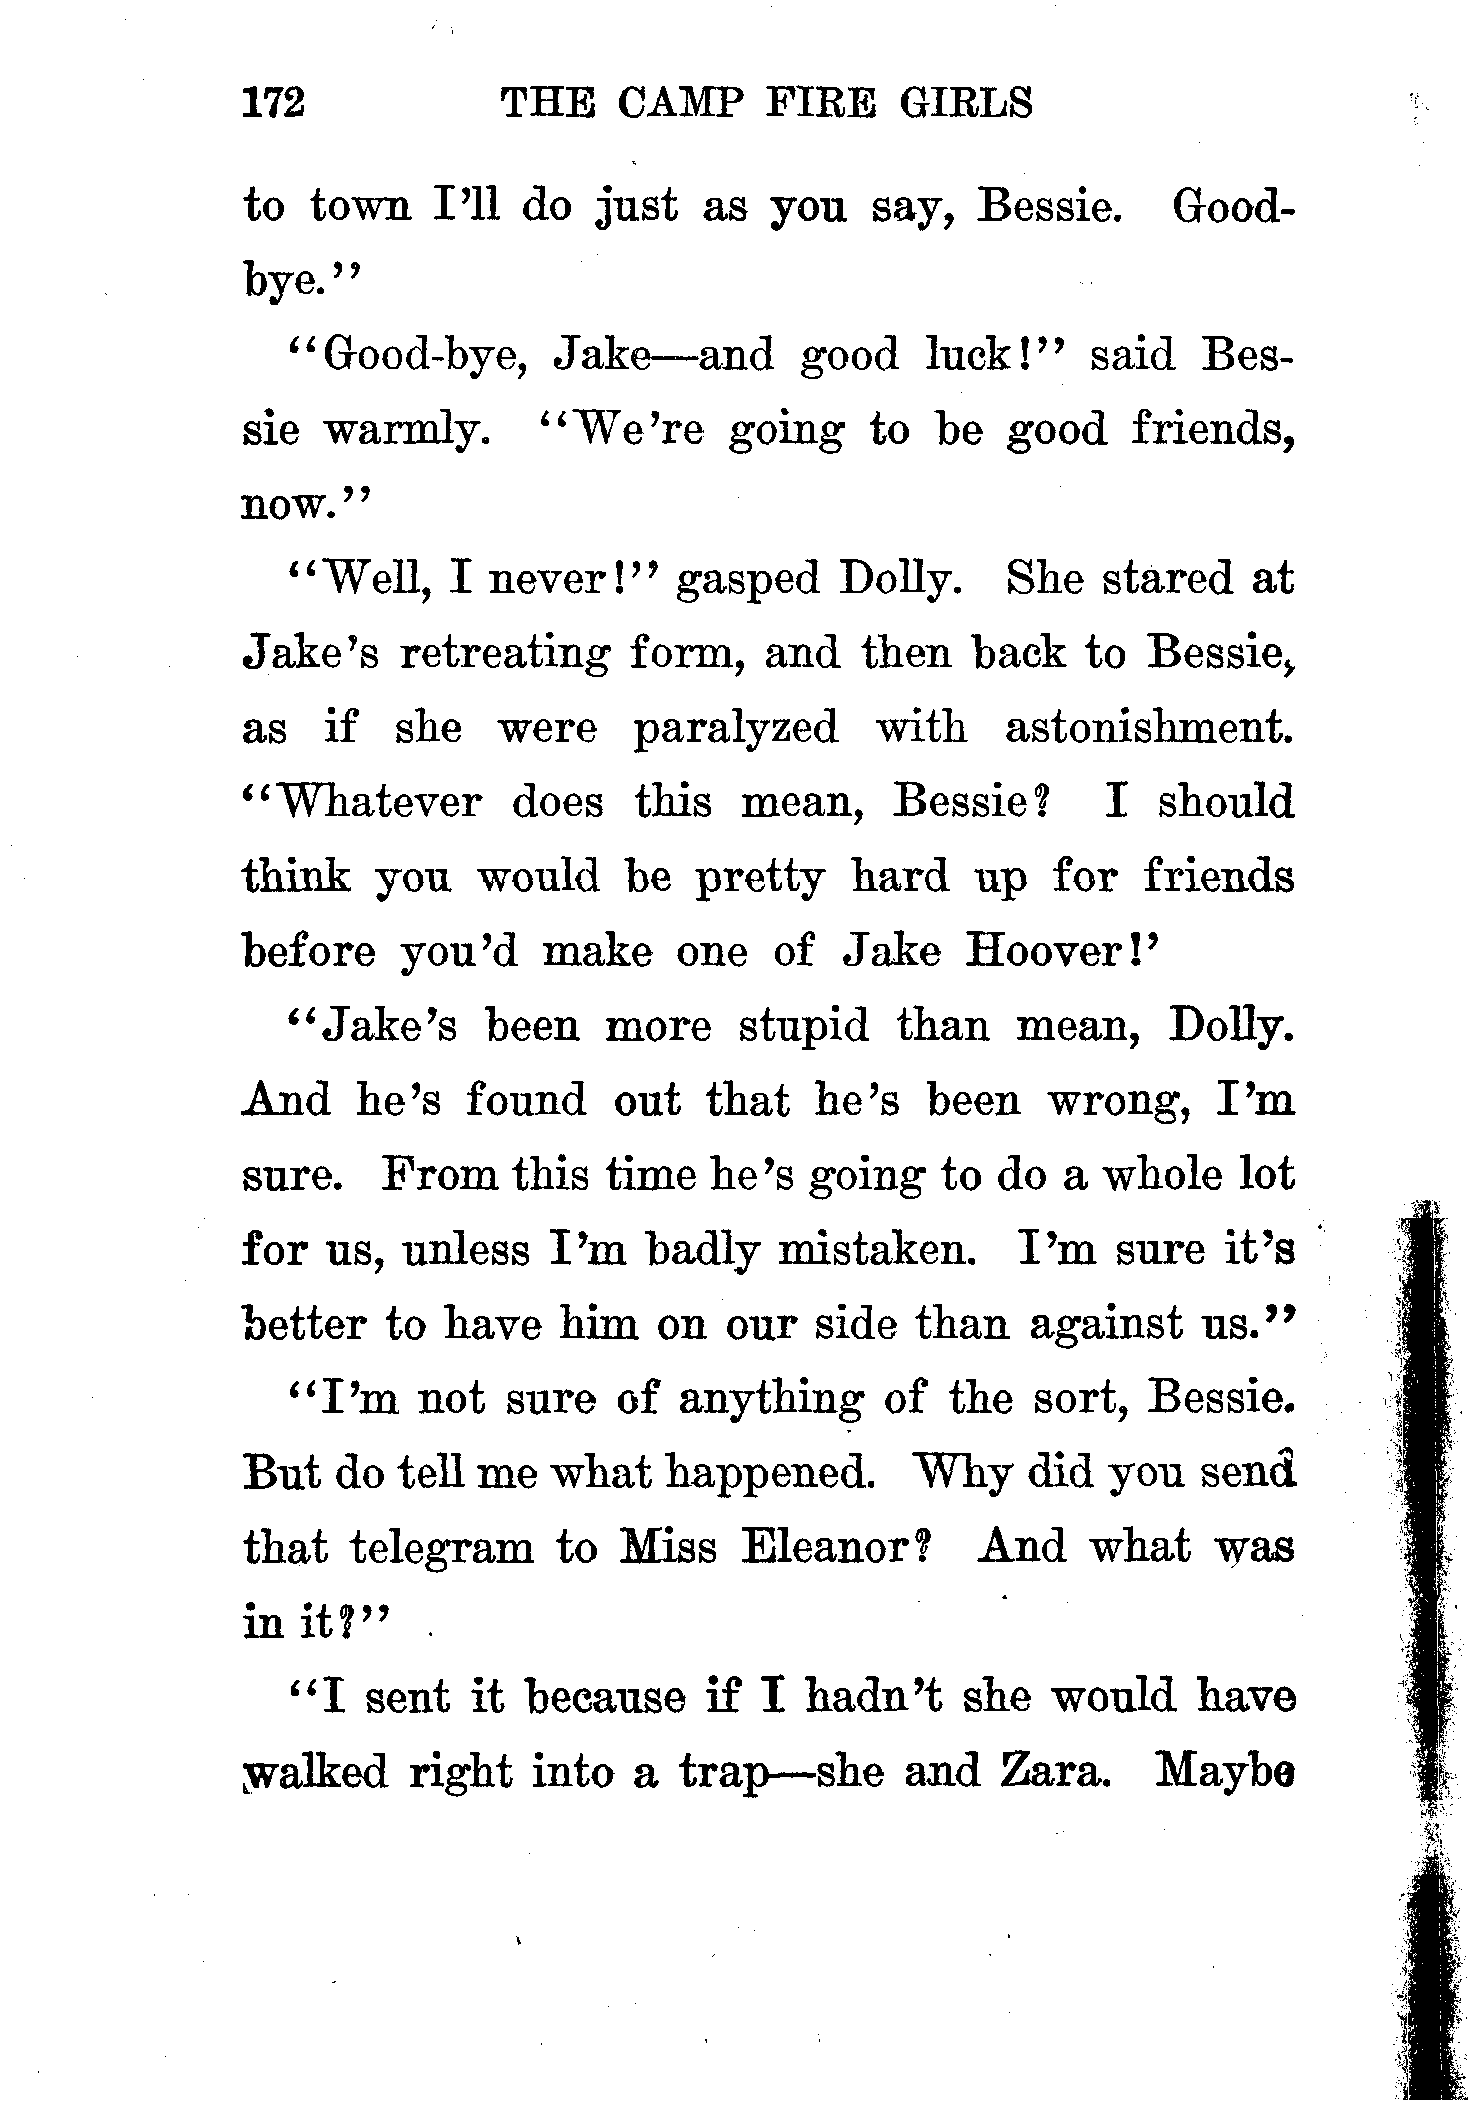 172 THE CAMP FIRE GIRLS
to town I'll do just as you say, Bessie. Good-
bye."
"Good-bye, Jake—and good luck!" said Bes-
sie warmly. "We're going to be good friends,
now."
"Well, I never!" gasped Dolly. She stared at
Jake's retreating form, and then back to Bessie,
as if she were paralyzed with astonishment.
"Whatever does this mean, Bessie? I should
think you would be pretty hard up for friends
before you'd make one of Jake Hoover!'
"Jake's been more stupid than mean, Dolly.
And he's found out that he's been wrong, I'm
sure. From this time he's going to do a whole lot
for us, unless I'm badly mistaken. I'm sure it's
better to have him on our side than against us."
"I'm not sure of anything of the sort, Bessie.
But do tell me what happened. Why did you send
that telegram to Miss Eleanor? And what was
in it?"
"I sent it because if I hadn't she would have
walked right into a trap—she and Zara. Maybe